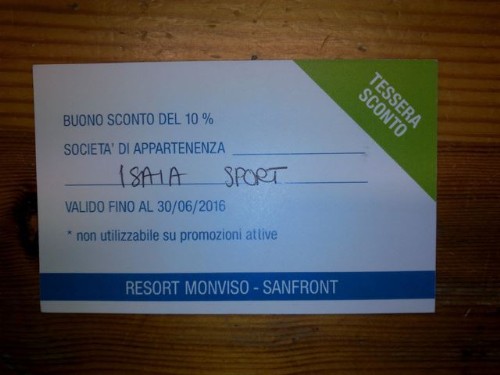 TESSERA
SCONTO
BUONO SCONTO DEL 10 %
SOCIETA' DI APPARTENENZA
ISAIA SPORT
VALIDO FINO AL 30/06/2016
* non utilizzabile su promozioni attive
RESORT MONVISO - SANFRONT